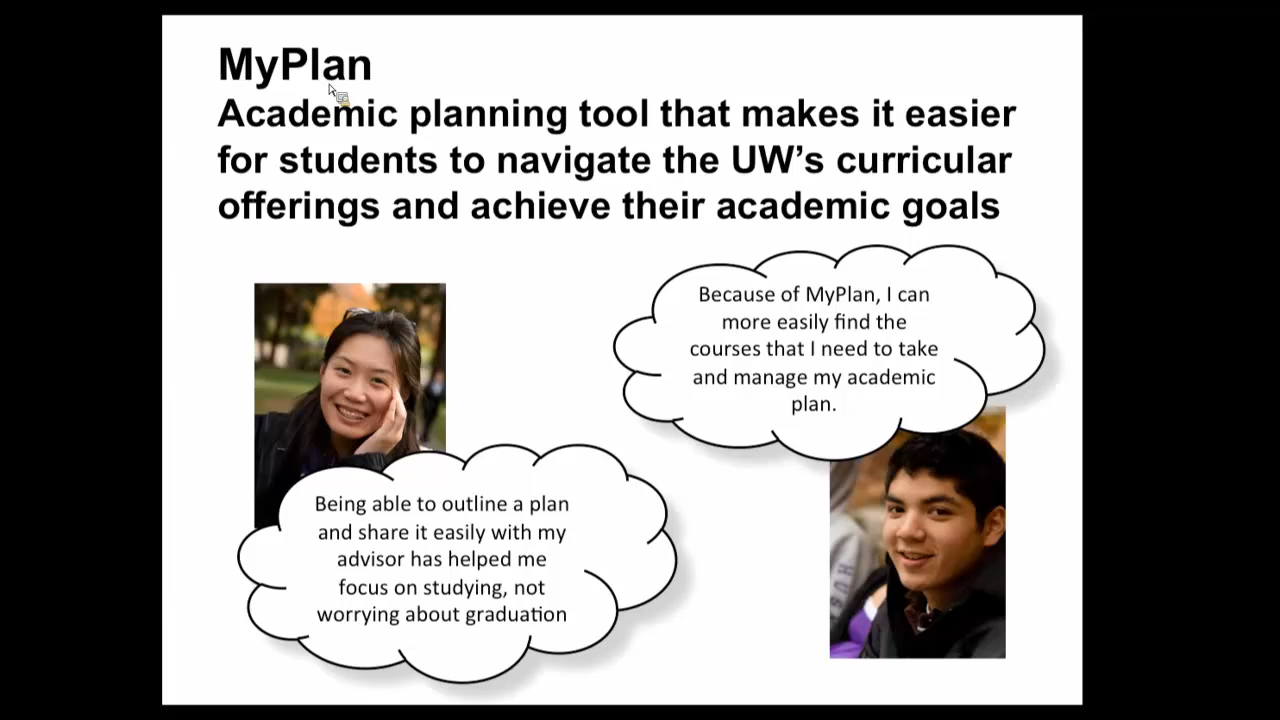 MyPlan
Academic planning tool that makes it easier
for students to navigate the UW's curricular
offerings and achieve their academic goals
Because of MyPlan, I can
more easily find the
courses that I need to take
and manage my academic
plan.
Being able to outline a plan
and share it easily with my
advisor has helped me
focus on studying, not
worrying about graduation